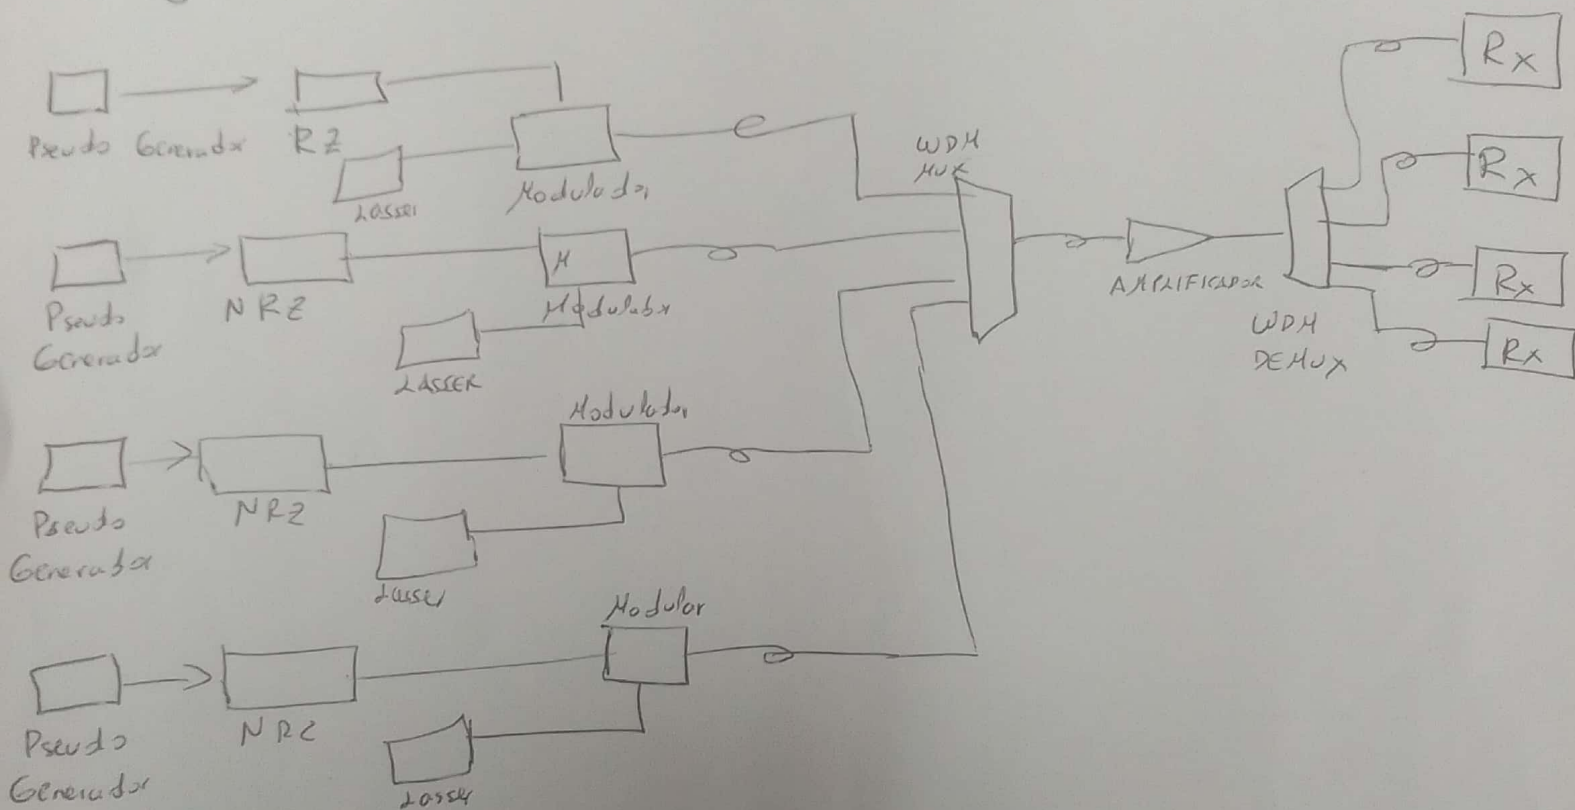 Pseudo Generador
RZ
Lasser
Modulador
WDM
MUX
Rx
Rx
Pseudo
Generador
NRZ
M
Modulador
LASSER
AMPLIFICADOR
WDM
DEMUX
Rx
Rx
Pseudo
Generador
NRZ
Modulador
Lasser
Pseudo
Generador
NRZ
Modular
Lasser